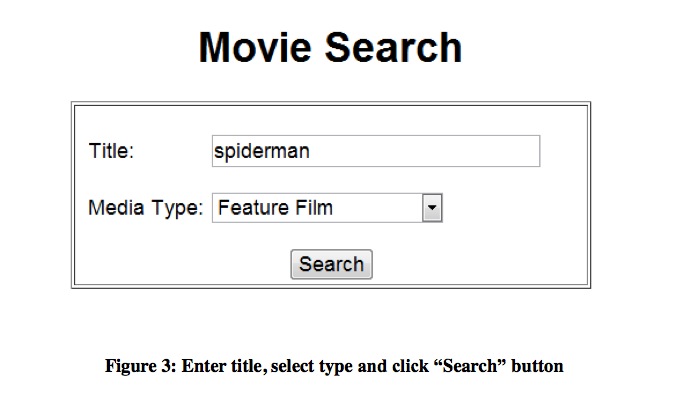 Movie Search
Title: spiderman
Media Type: Feature Film
Search
Figure 3: Enter title, select type and click “Search” button